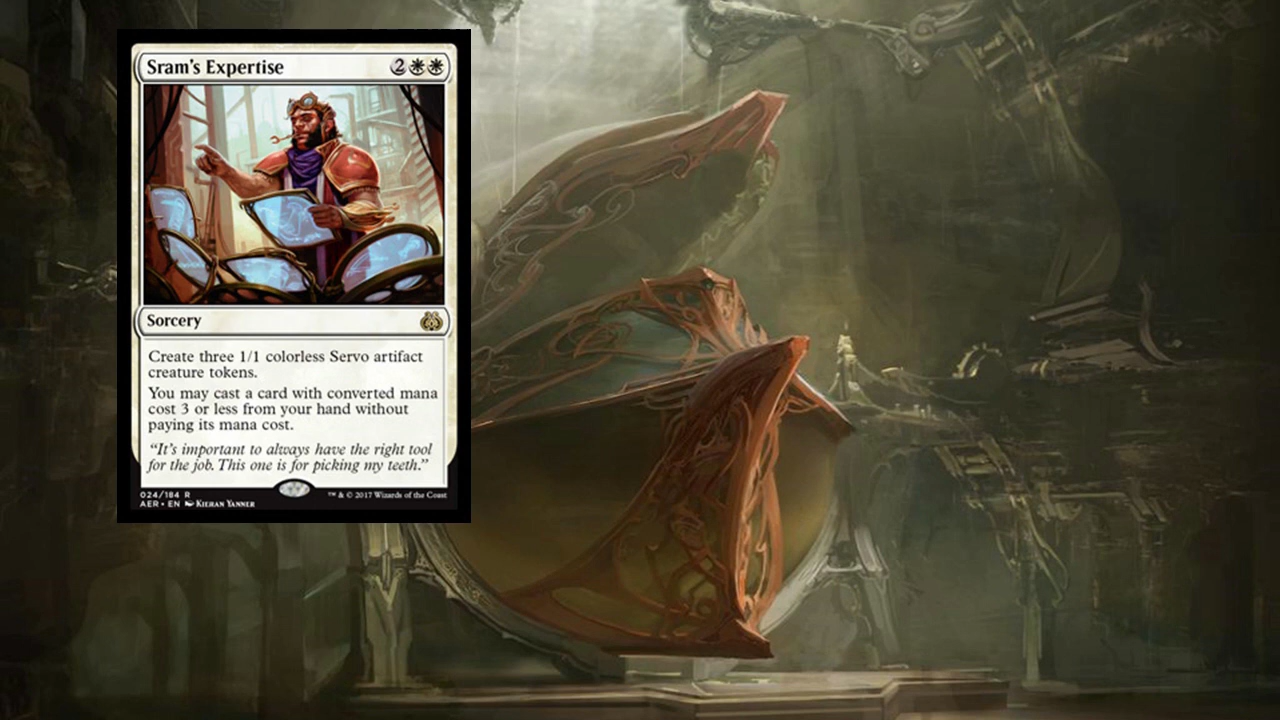 Sram's Expertise 2
Sorcery
Create three 1/1 colorless Servo artifact
creature tokens.
You may cast a card with converted mana
cost 3 or less from your hand without
paying its mana cost.
“It's important to always have the right tool
for the job. This one is for picking my teeth.”
024/184 R
™ & © 2017 Wizards of the Coast
AER • EN Kieran Yanner